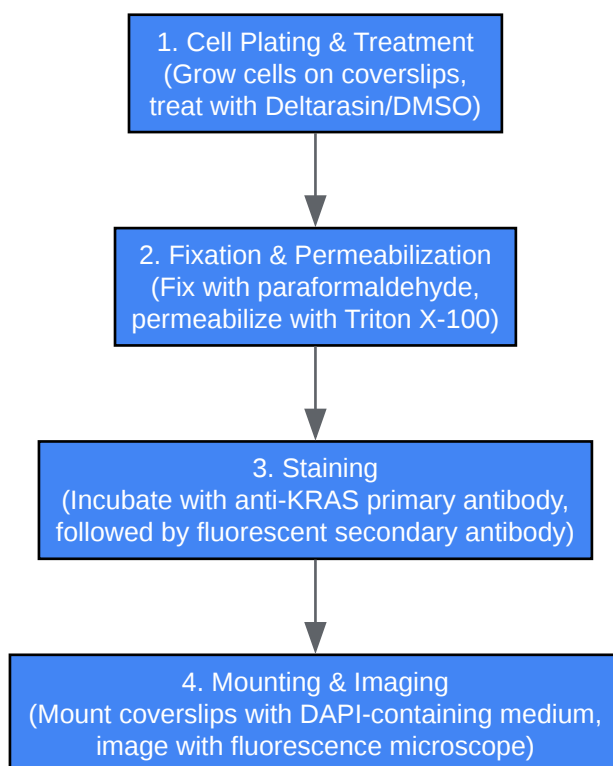 1. Cell Plating & Treatment
(Grow cells on coverslips,
treat with Deltarasin/DMSO)
2. Fixation & Permeabilization
(Fix with paraformaldehyde,
permeabilize with Triton X-100)
3. Staining
(Incubate with anti-KRAS primary antibody,
followed by fluorescent secondary antibody)
4. Mounting & Imaging
(Mount coverslips with DAPI-containing medium,
image with fluorescence microscope)